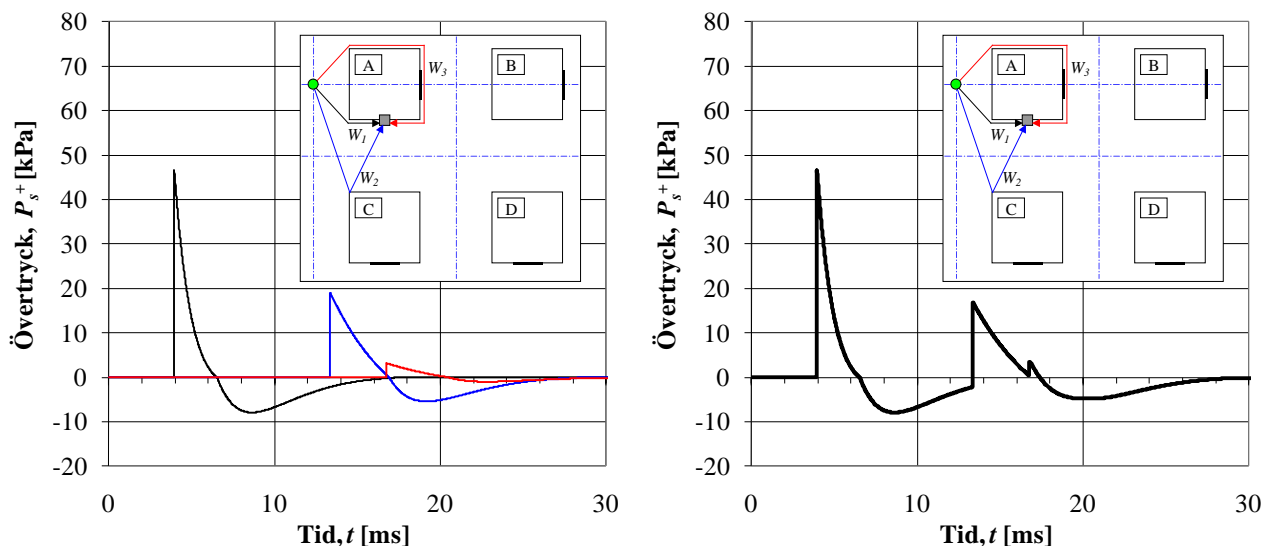 80
70
60
50
40
30
20
10
0
-10
-20
Övertryck, P_s^+ [kPa]
0 10 20 30
Tid, t [ms]
A
B
C
D
W_1
W_2
W_3
80
70
60
50
40
30
20
10
0
-10
-20
Övertryck, P_s^+ [kPa]
0 10 20 30
Tid, t [ms]
A
B
C
D
W_1
W_2
W_3